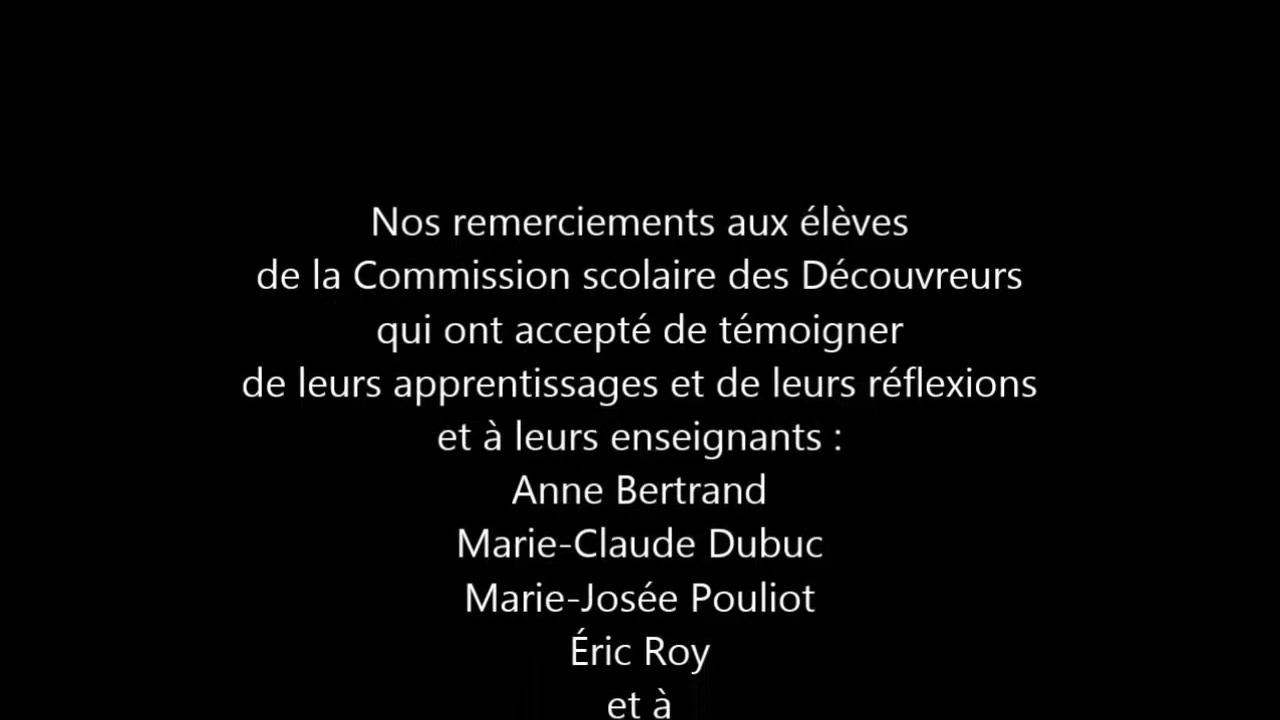 Nos remerciements aux élèves
de la Commission scolaire des Découvreurs
qui ont accepté de témoigner
de leurs apprentissages et de leurs réflexions
et à leurs enseignants :
Anne Bertrand
Marie-Claude Dubuc
Marie-Josée Pouliot
Éric Roy
et à